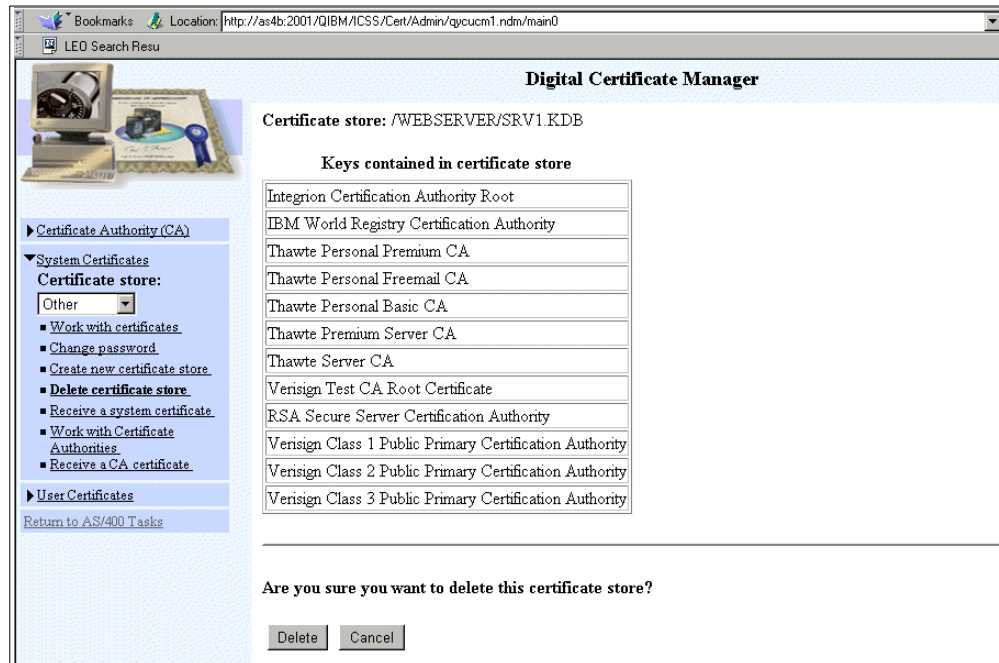 Bookmarks Location: http://as4b:2001/QIBM/ICSS/Cert/Admin/qycucm1.ndm/main0
LEO Search Resu
Digital Certificate Manager
Certificate store: /WEBSERVER/SRV1.KDB
Keys contained in certificate store
Integrion Certification Authority Root
IBM World Registry Certification Authority
Thawte Personal Premium CA
Thawte Personal Freemail CA
Thawte Personal Basic CA
Thawte Premium Server CA
Thawte Server CA
Verisign Test CA Root Certificate
RSA Secure Server Certification Authority
Verisign Class 1 Public Primary Certification Authority
Verisign Class 2 Public Primary Certification Authority
Verisign Class 3 Public Primary Certification Authority
Certificate Authority (CA)
System Certificates
Certificate store:
Other
Work with certificates
Change password
Create new certificate store
Delete certificate store
Receive a system certificate
Work with Certificate
Authorities
Receive a CA certificate
User Certificates
Return to AS/400 Tasks
Are you sure you want to delete this certificate store?
Delete Cancel